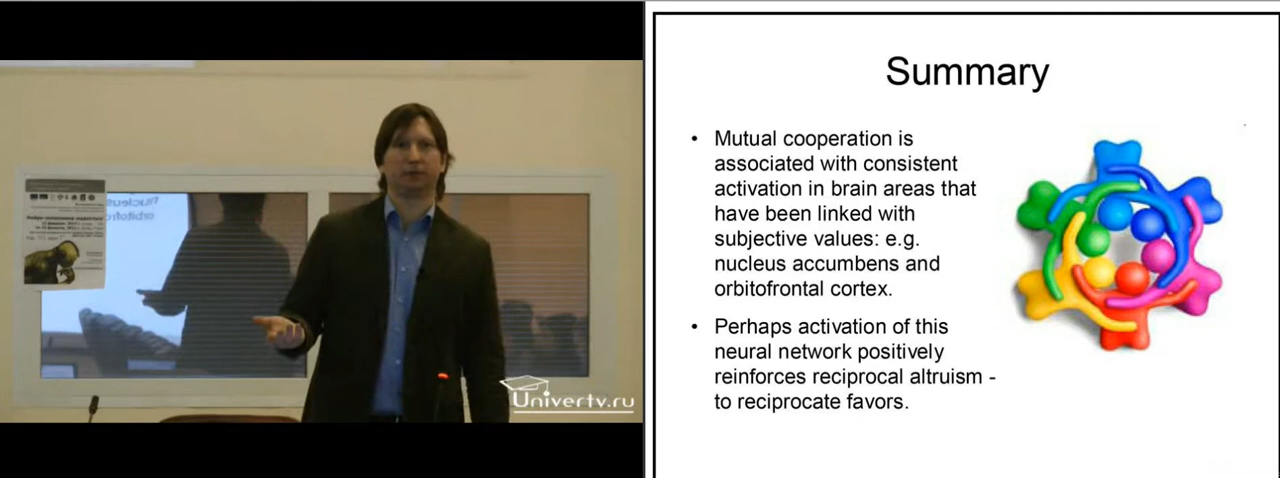 Univertv.ru
Summary
• Mutual cooperation is
associated with consistent
activation in brain areas that
have been linked with
subjective values: e.g.
nucleus accumbens and
orbitofrontal cortex.
• Perhaps activation of this
neural network positively
reinforces reciprocal altruism -
to reciprocate favors.